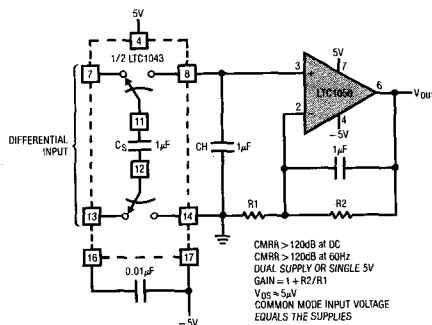 5V
4
1/2 LTC1043
7
8
11
CS
1µF
12
DIFFERENTIAL
INPUT
13
14
16
17
0.01µF
-5V
CH
1µF
5V
3
+
7
LTC1050
6
VOUT
2
-
4
-5V
1µF
R1
R2
CMRR > 120dB at DC
CMRR > 120dB at 60Hz
DUAL SUPPLY OR SINGLE 5V
GAIN = 1 + R2/R1
VOS ≈ 5µV
COMMON MODE INPUT VOLTAGE
EQUALS THE SUPPLIES